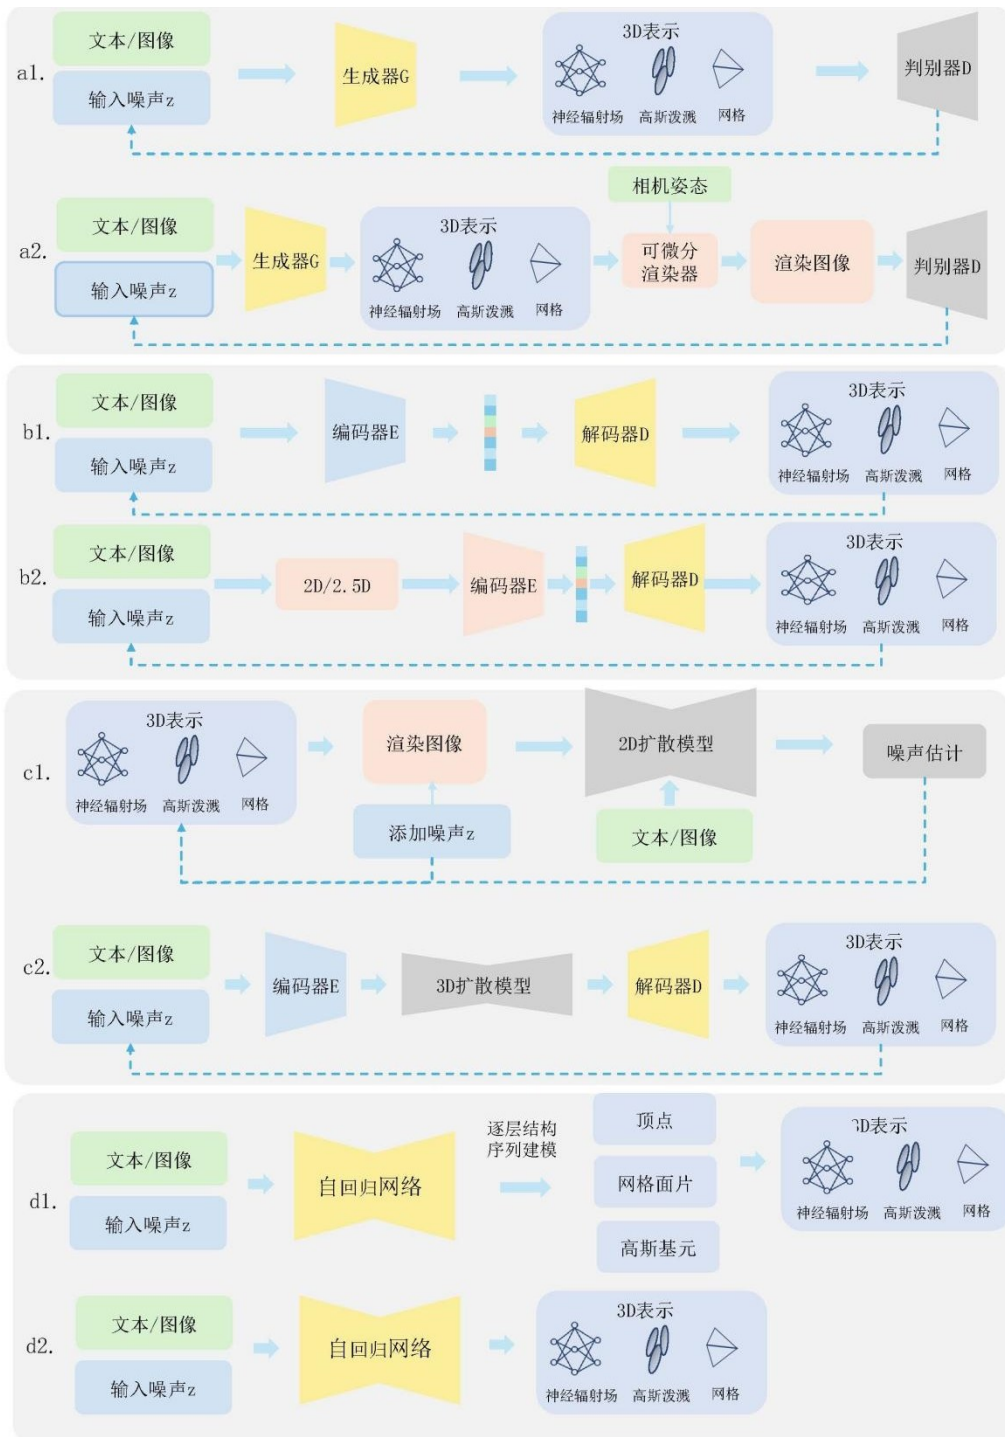 a1.
文本/图像
输入噪声z
生成器G
3D表示
神经辐射场 高斯泼溅 网格
判别器D
a2.
文本/图像
输入噪声z
生成器G
3D表示
神经辐射场 高斯泼溅 网格
相机姿态
可微分
渲染器
渲染图像
判别器D
b1.
文本/图像
输入噪声z
编码器E
解码器D
3D表示
神经辐射场 高斯泼溅 网格
b2.
文本/图像
输入噪声z
2D/2.5D
编码器E
解码器D
3D表示
神经辐射场 高斯泼溅 网格
c1.
3D表示
神经辐射场 高斯泼溅 网格
渲染图像
添加噪声z
2D扩散模型
文本/图像
噪声估计
c2.
文本/图像
输入噪声z
编码器E
3D扩散模型
解码器D
3D表示
神经辐射场 高斯泼溅 网格
d1.
文本/图像
输入噪声z
自回归网络
逐层结构
序列建模
顶点
网格面片
高斯基元
3D表示
神经辐射场 高斯泼溅 网格
d2.
文本/图像
输入噪声z
自回归网络
3D表示
神经辐射场 高斯泼溅 网格